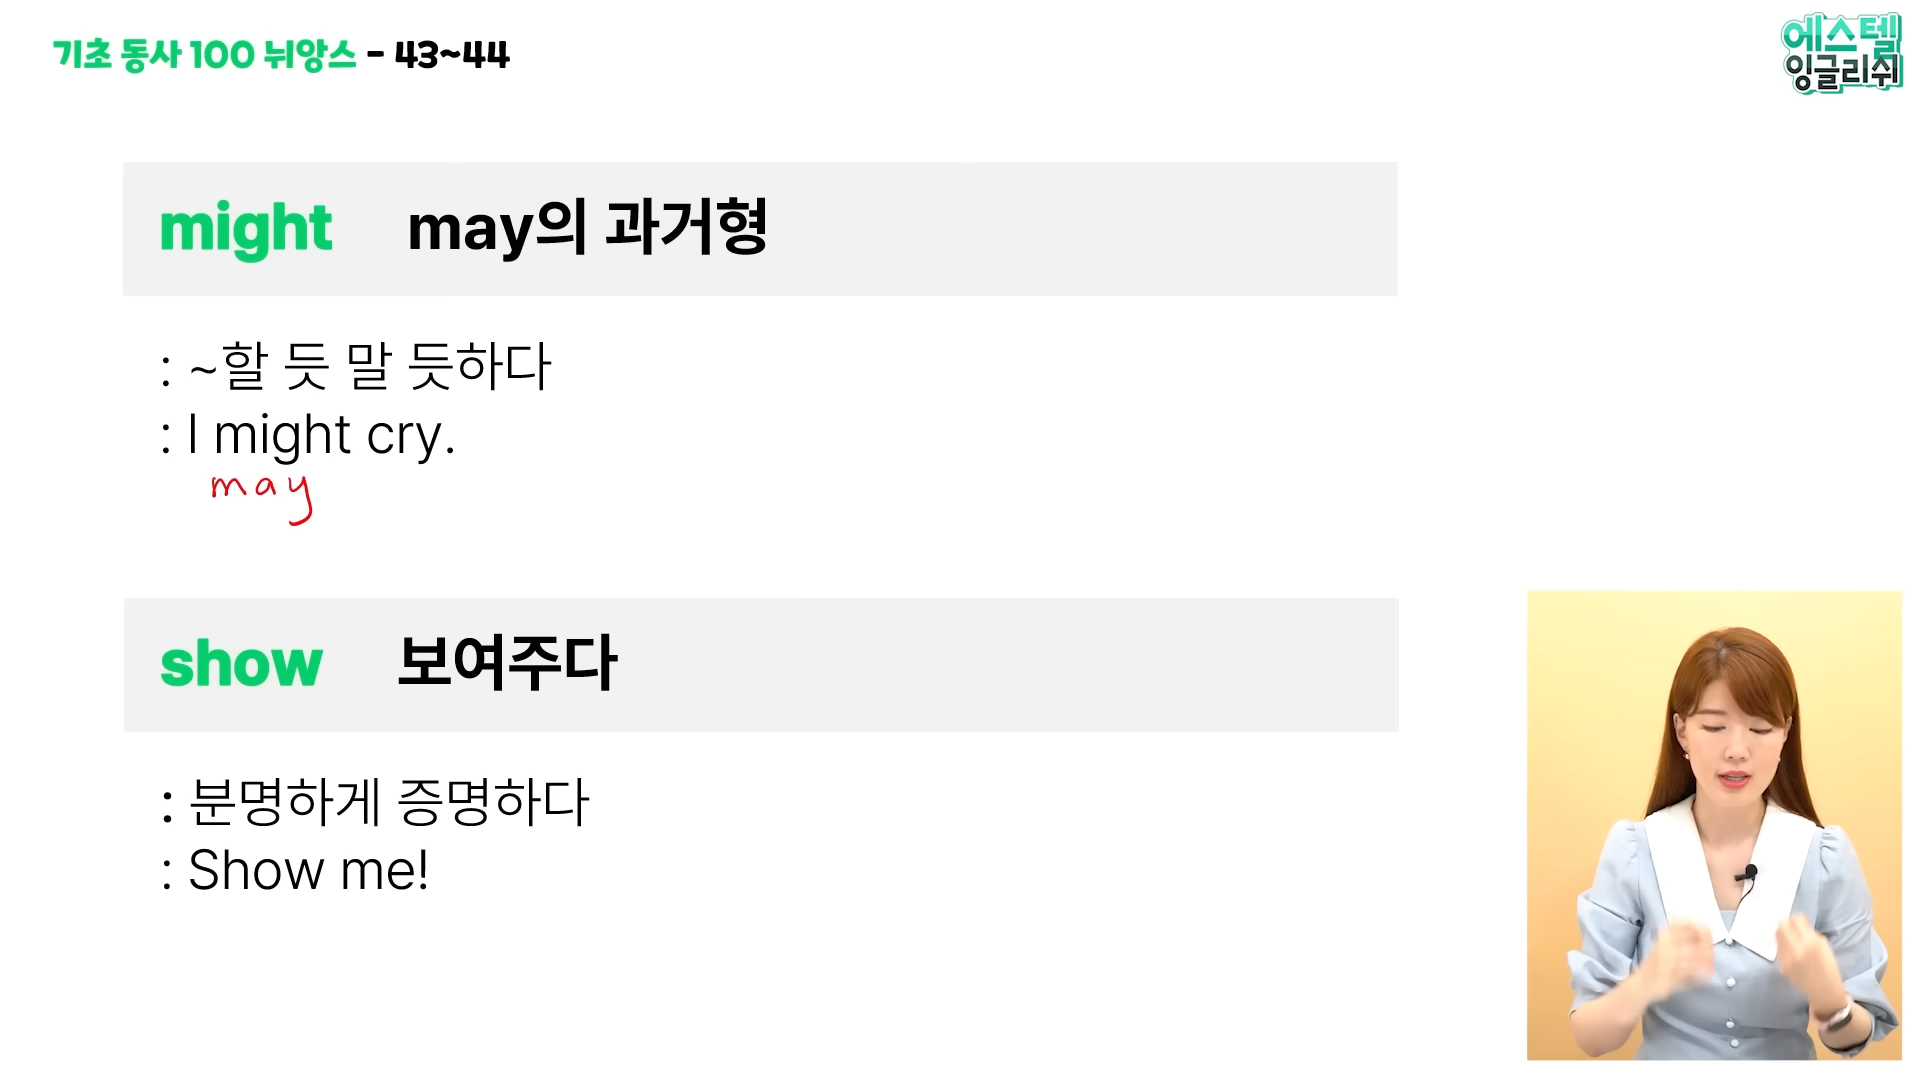 기초 동사 100 뉘앙스 - 43~44
에스텔
잉글리쉬
might may의 과거형
: ~할 듯 말 듯하다
: I might cry.
may
show 보여주다
: 분명하게 증명하다
: Show me!